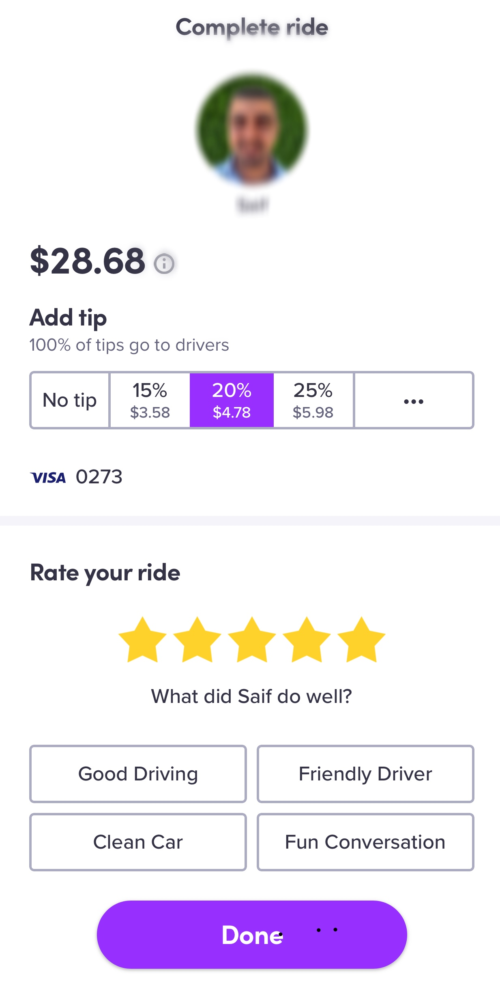 Complete ride
$28.68
Add tip
100% of tips go to drivers
No tip 15% 20% 25% •••
$3.58 $4.78 $5.98
VISA 0273
Rate your ride
What did Saif do well?
Good Driving Friendly Driver
Clean Car Fun Conversation
Done